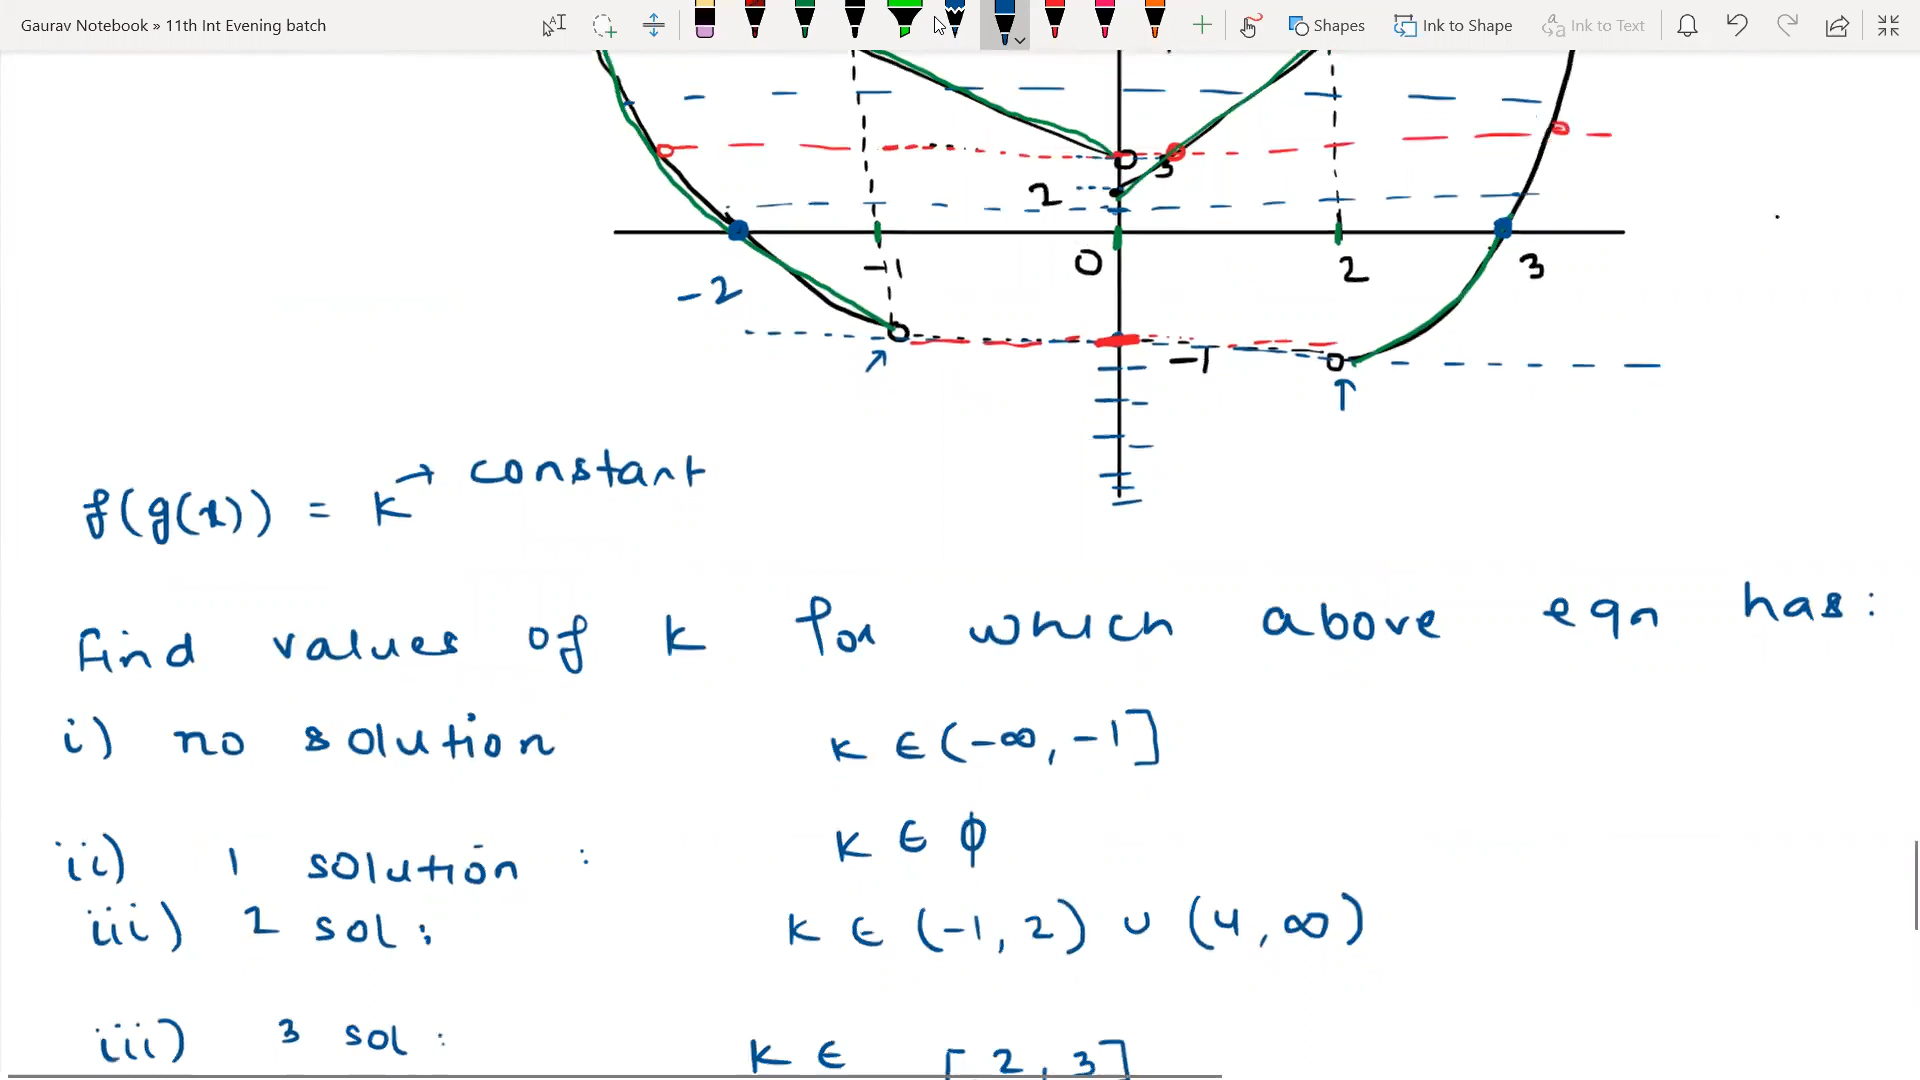 Gaurav Notebook » 11th Int Evening batch
Shapes
Ink to Shape
Ink to Text
3
2
-1 0 2 3
-2
-1
f(g(x)) = k → constant
Find values of k for which above eqn has:
i) no solution k ∈ (-∞, -1]
ii) 1 solution : k ∈ ϕ
iii) 2 sol : k ∈ (-1, 2) ∪ (4, ∞)
iii) 3 sol : k ∈ [2, 3]